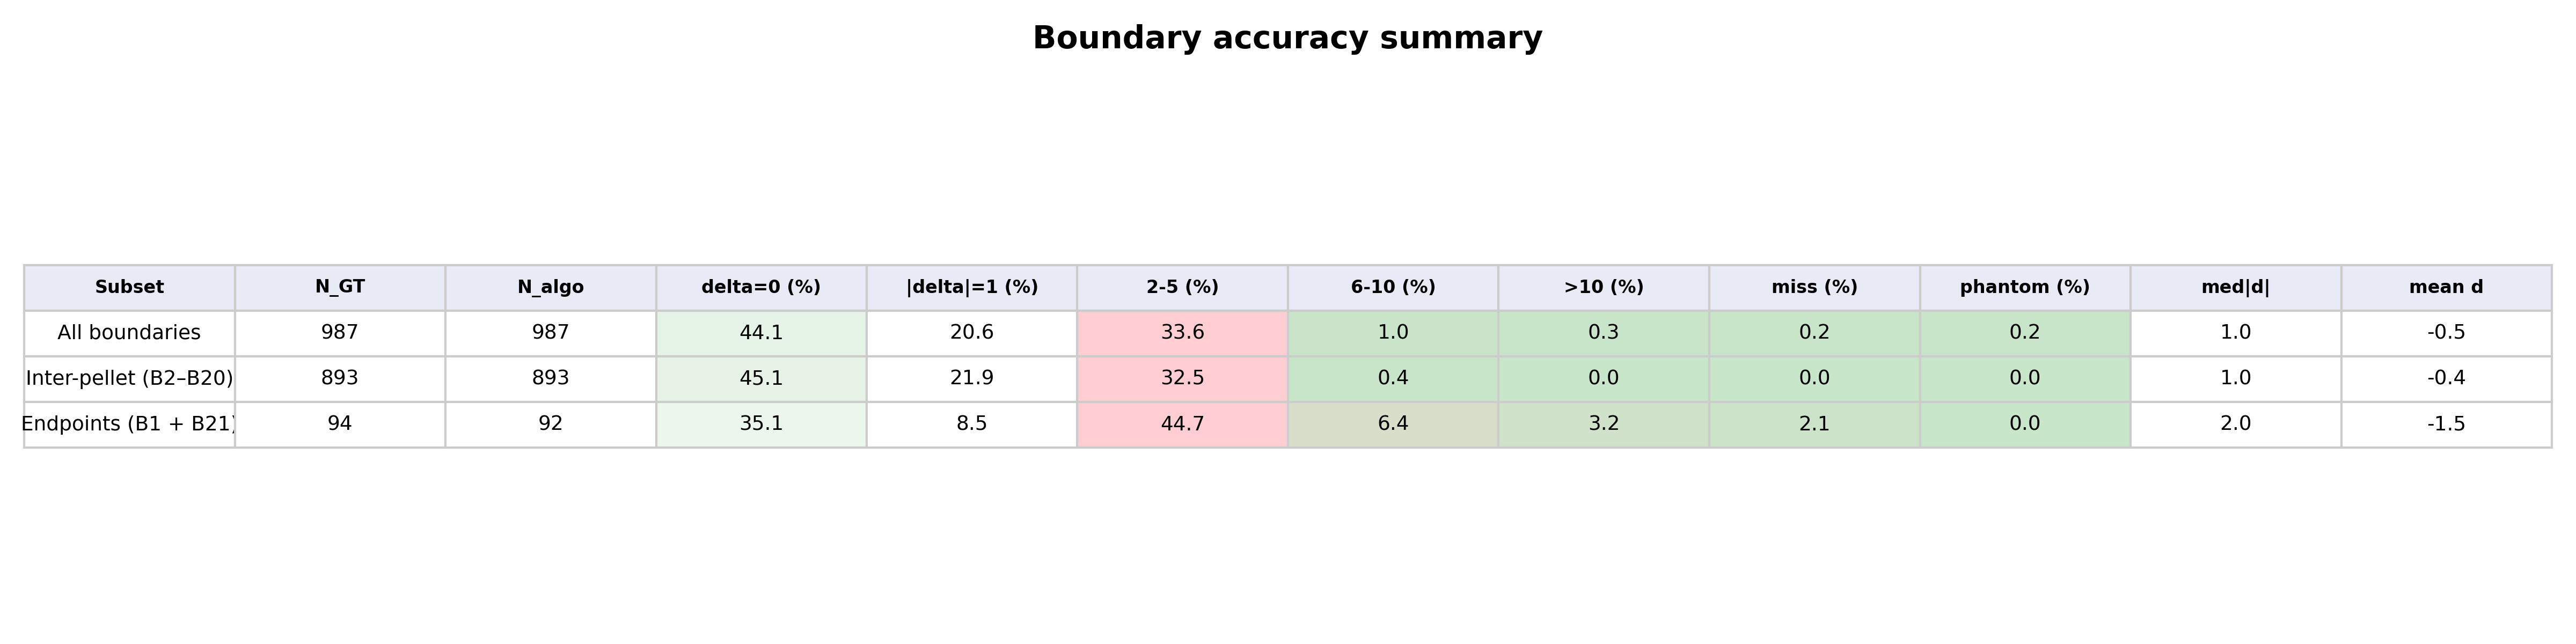 Boundary accuracy summary
Subset N_GT N_algo delta=0 (%) |delta|=1 (%) 2-5 (%) 6-10 (%) >10 (%) miss (%) phantom (%) med|d| mean d
All boundaries 987 987 44.1 20.6 33.6 1.0 0.3 0.2 0.2 1.0 -0.5
Inter-pellet (B2–B20) 893 893 45.1 21.9 32.5 0.4 0.0 0.0 0.0 1.0 -0.4
Endpoints (B1 + B21) 94 92 35.1 8.5 44.7 6.4 3.2 2.1 0.0 2.0 -1.5